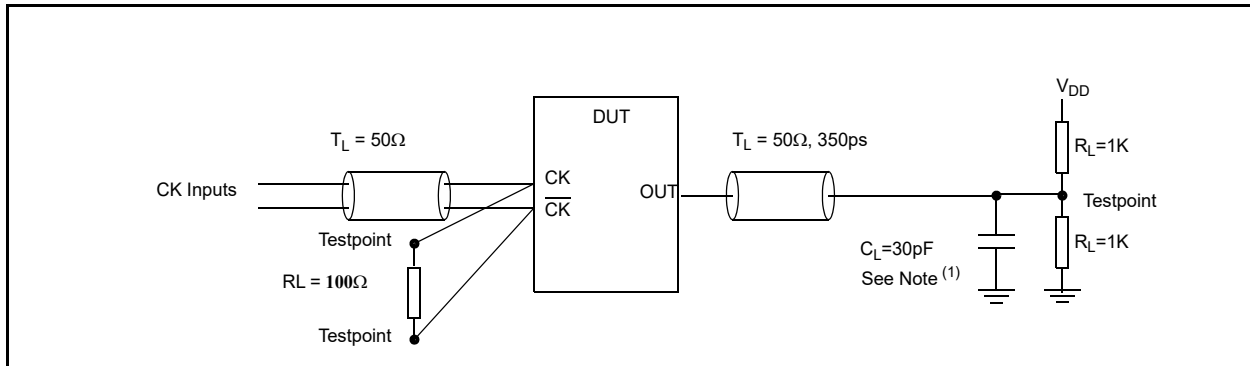 V_DD
DUT
T_L = 50Ω
T_L = 50Ω, 350ps
R_L=1K
CK
CK Inputs
OUT
C̅K̅
Testpoint
Testpoint
C_L=30pF
R_L=1K
RL = 100Ω
See Note (1)
Testpoint